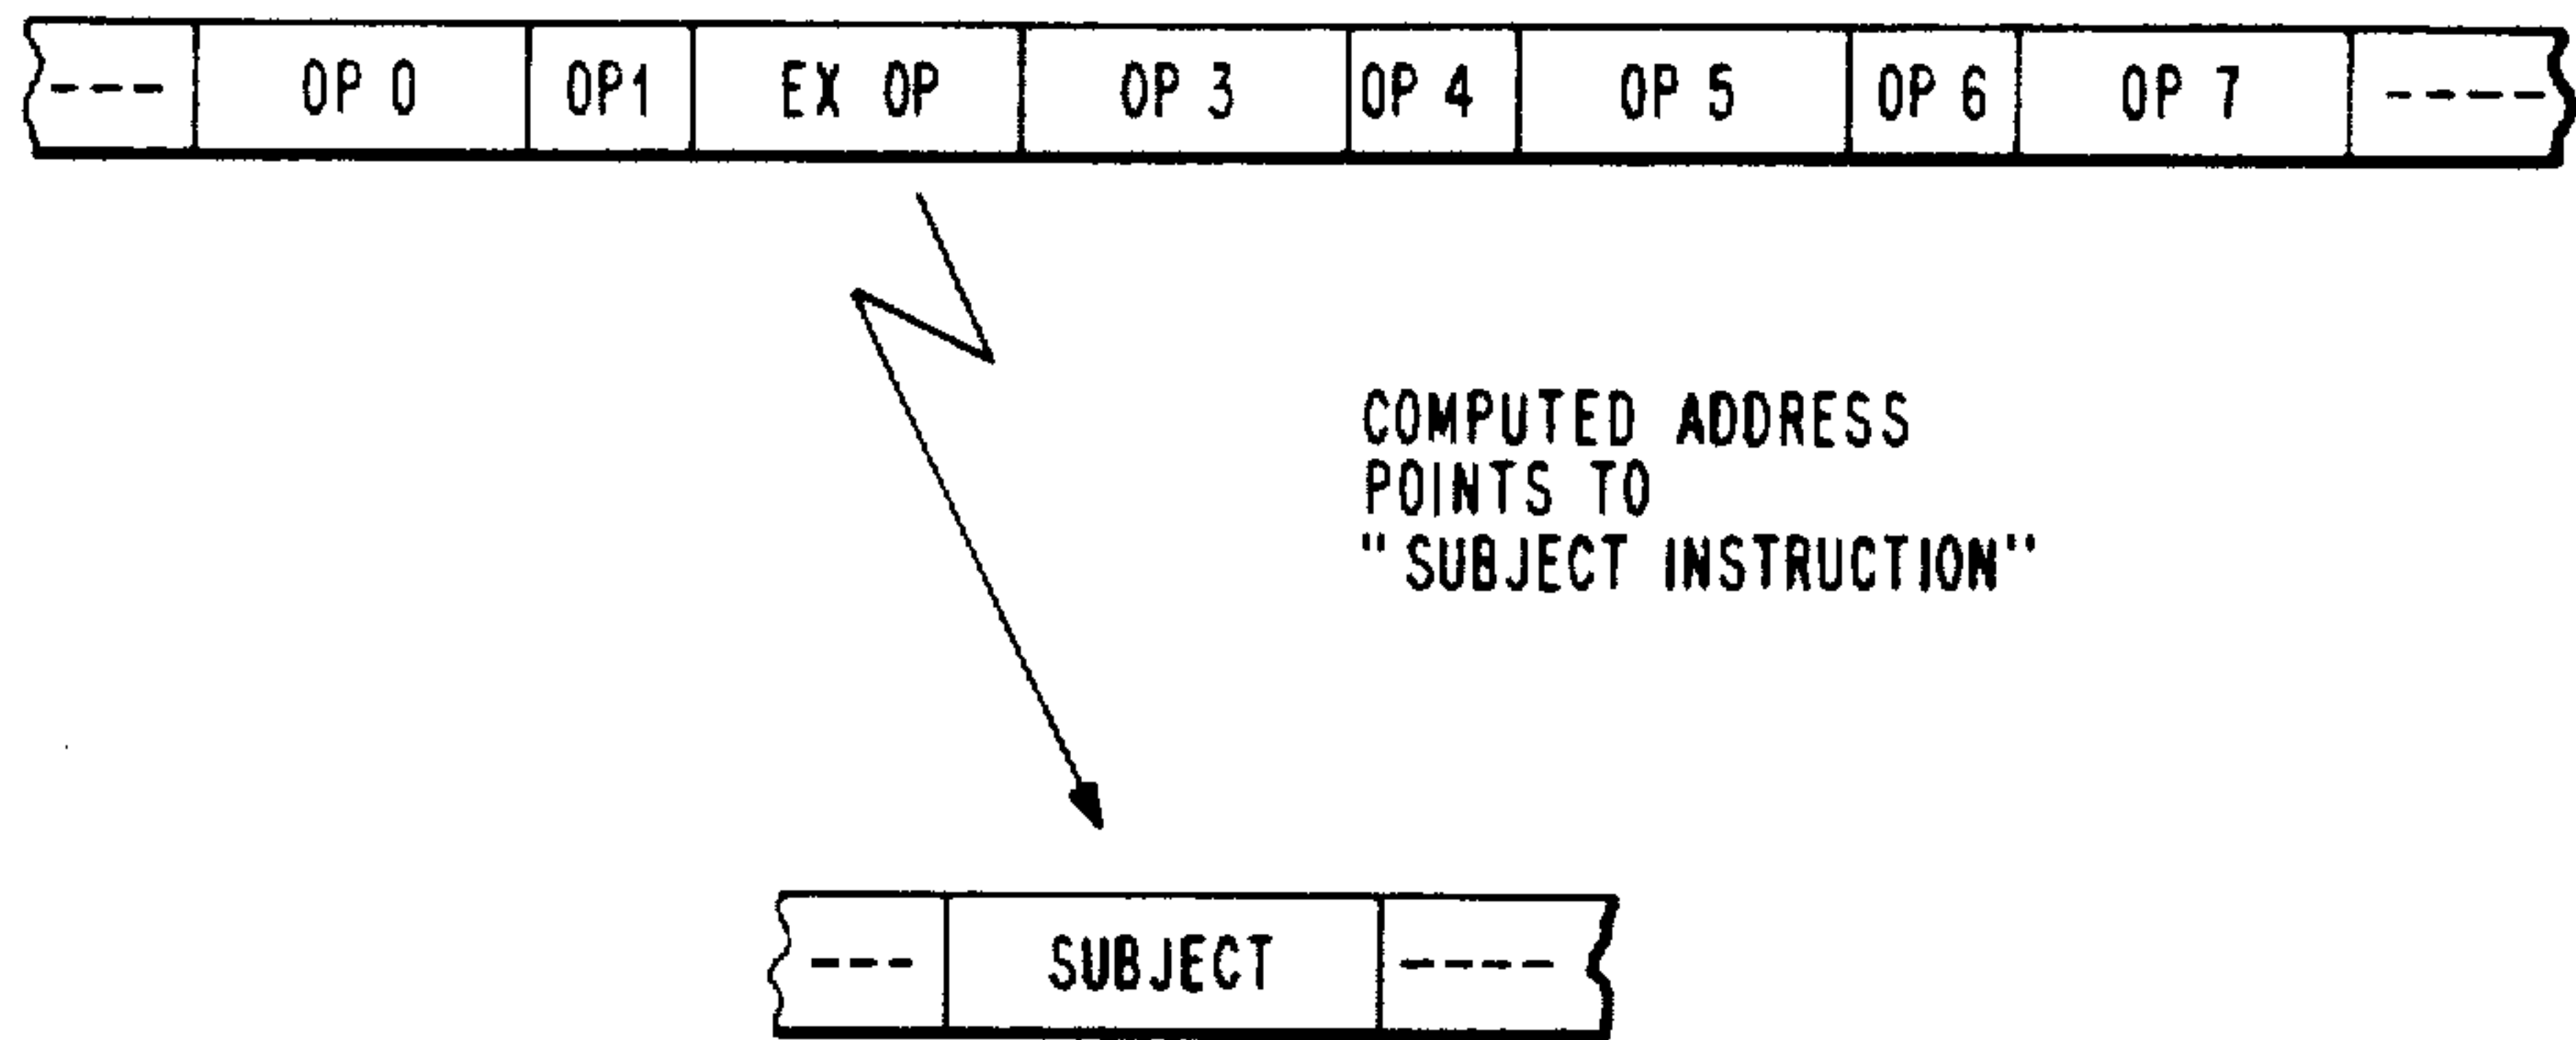 --- OP 0 OP1 EX OP OP 3 OP 4 OP 5 OP 6 OP 7 ----
COMPUTED ADDRESS
POINTS TO
"SUBJECT INSTRUCTION"
--- SUBJECT ----